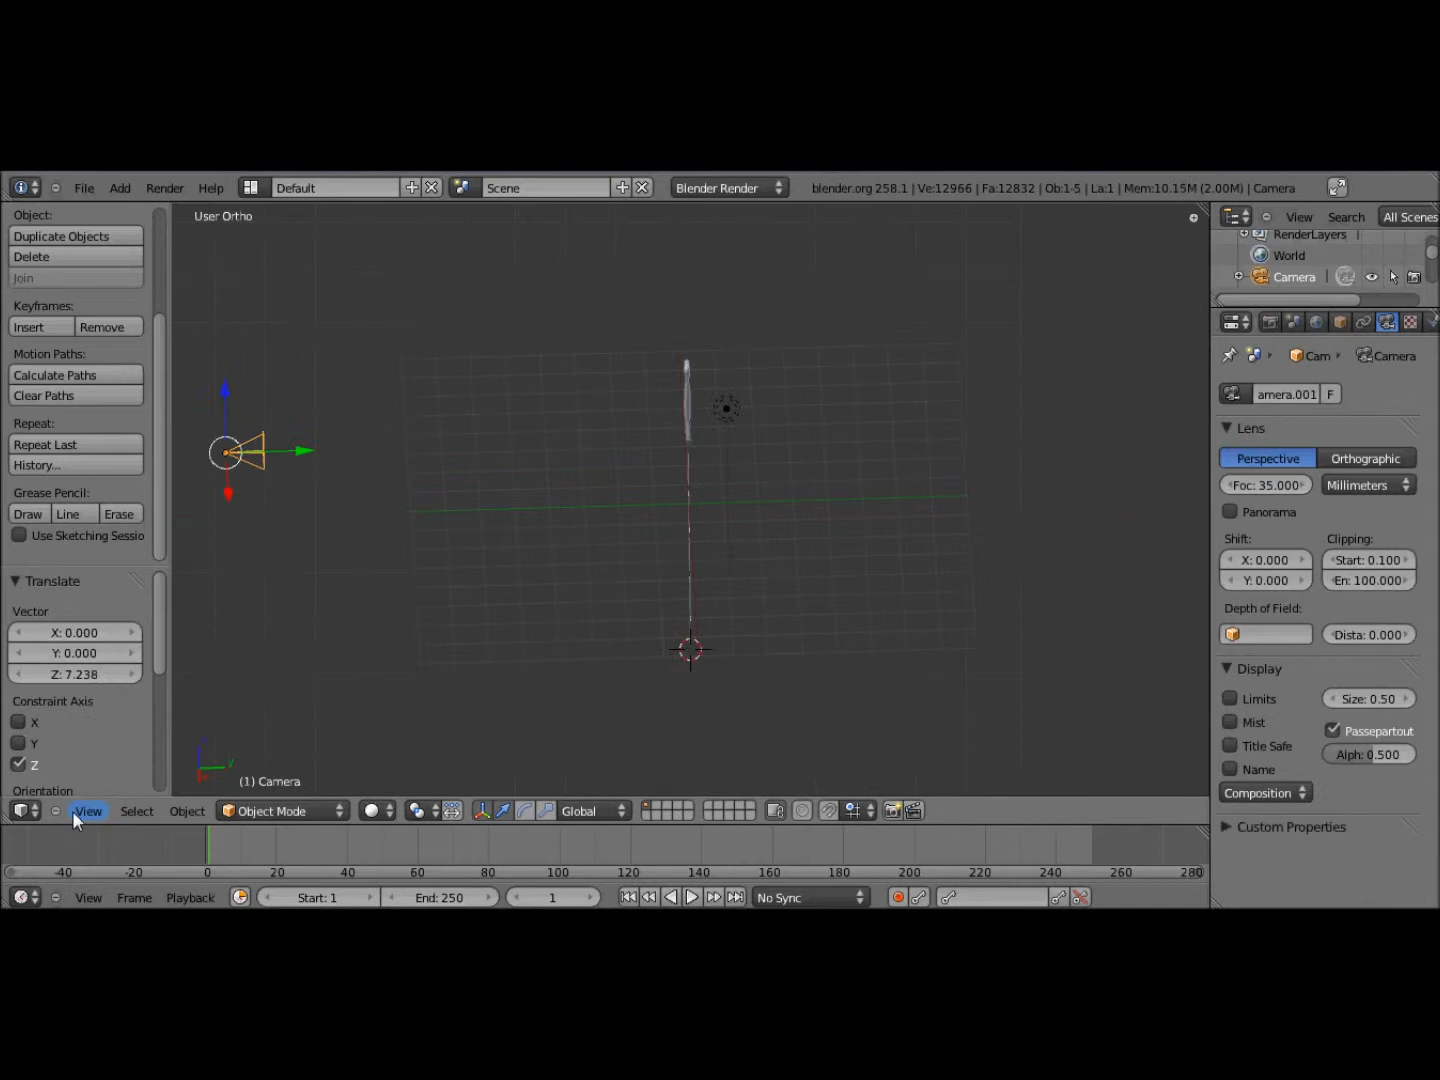 File Add Render Help Default Scene Blender Render blender.org 258.1 | Ve:12966 | Fa:12832 | Ob:1-5 | La:1 | Mem:10.15M (2.00M) | Camera
Object:
Duplicate Objects
Delete
Join
Keyframes:
Insert Remove
Motion Paths:
Calculate Paths
Clear Paths
Repeat:
Repeat Last
History...
Grease Pencil:
Draw Line Erase
Use Sketching Sessio
Translate
Vector
X: 0.000
Y: 0.000
Z: 7.238
Constraint Axis
X
Y
Z
Orientation
User Ortho
(1) Camera
View Select Object Object Mode Global
-40 -20 0 20 40 60 80 100 120 140 160 180 200 220 240 260 280
View Frame Playback Start: 1 End: 250 1 No Sync
View Search All Scenes
RenderLayers
World
Camera
Cam Camera
amera.001 F
Lens
Perspective Orthographic
Foc: 35.000 Millimeters
Panorama
Shift: Clipping:
X: 0.000 Start: 0.100
Y: 0.000 En: 100.000
Depth of Field:
Dista: 0.000
Display
Limits Size: 0.50
Mist Passepartout
Title Safe Alph: 0.500
Name
Composition
Custom Properties